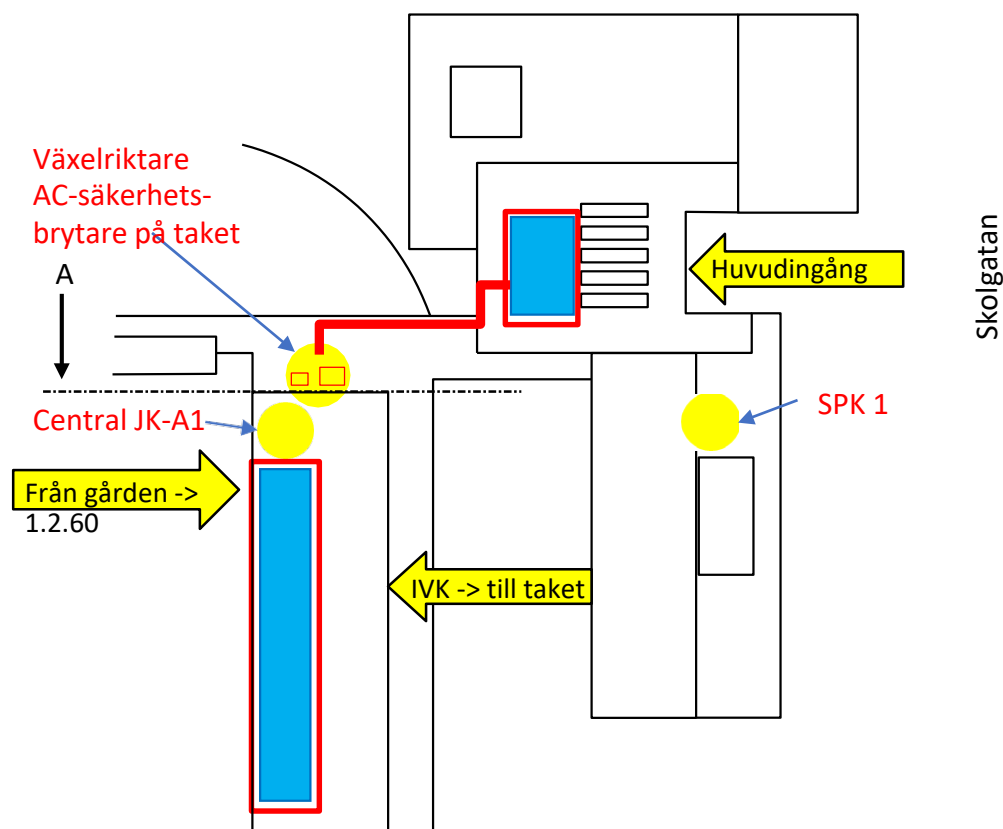 Växelriktare
AC-säkerhets-
brytare på taket
A
Huvudingång
Skolgatan
Central JK-A1
SPK 1
Från gården ->
1.2.60
IVK -> till taket